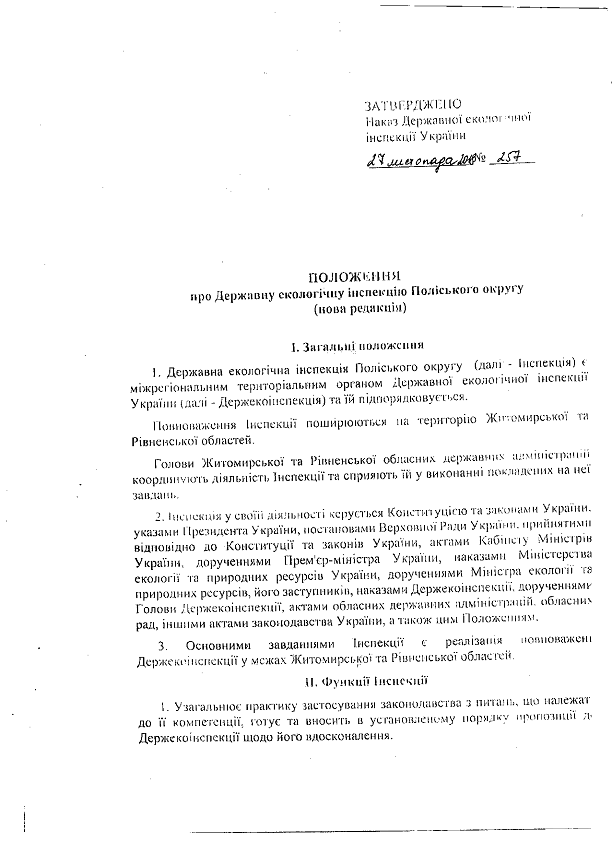 ЗАТВЕРДЖЕНО
Наказ Державної екологічної
інспекції України
27 листопада 2018 № 257
ПОЛОЖЕННЯ
про Державну екологічну інспекцію Поліського округу
(нова редакція)
І. Загальні положення
1. Державна екологічна інспекція Поліського округу (далі - Інспекція) є
міжрегіональним територіальним органом Державної екологічної інспекції
України (далі - Держекоінспекція) та їй підпорядковується.
Повноваження Інспекції поширюються на територію Житомирської та
Рівненської областей.
Голови Житомирської та Рівненської обласних державних адміністрацій
координують діяльність Інспекції та сприяють їй у виконанні покладених на неї
завдань.
2. Інспекція у своїй діяльності керується Конституцією та законами України,
указами Президента України, постановами Верховної Ради України, прийнятими
відповідно до Конституції та законів України, актами Кабінету Міністрів
України, дорученнями Прем'єр-міністра України, наказами Міністерства
екології та природних ресурсів України, дорученнями Міністра екології та
природних ресурсів, його заступників, наказами Держекоінспекції, дорученнями
Голови Держекоінспекції, актами обласних державних адміністрацій, обласних
рад, іншими актами законодавства України, а також цим Положенням.
3. Основними завданнями Інспекції є реалізація повноважень
Держекоінспекції у межах Житомирської та Рівненської областей.
ІІ. Функції Інспекції
1. Узагальнює практику застосування законодавства з питань, що належать
до її компетенції, готує та вносить в установленому порядку пропозиції до
Держекоінспекції щодо його вдосконалення.